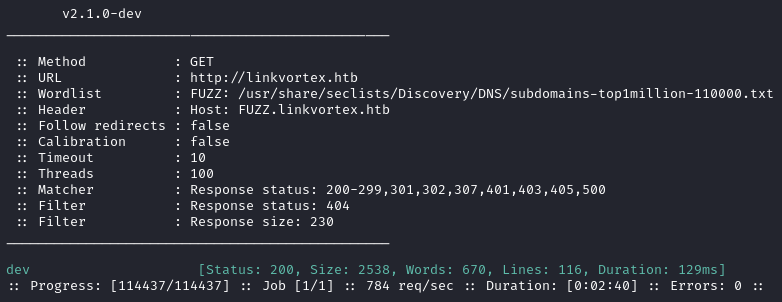 v2.1.0-dev
________________________________________________
:: Method           : GET
:: URL              : http://linkvortex.htb
:: Wordlist         : FUZZ: /usr/share/seclists/Discovery/DNS/subdomains-top1million-110000.txt
:: Header           : Host: FUZZ.linkvortex.htb
:: Follow redirects : false
:: Calibration      : false
:: Timeout          : 10
:: Threads          : 100
:: Matcher          : Response status: 200-299,301,302,307,401,403,405,500
:: Filter           : Response status: 404
:: Filter           : Response size: 230
________________________________________________
dev                     [Status: 200, Size: 2538, Words: 670, Lines: 116, Duration: 129ms]
:: Progress: [114437/114437] :: Job [1/1] :: 784 req/sec :: Duration: [0:02:40] :: Errors: 0 ::